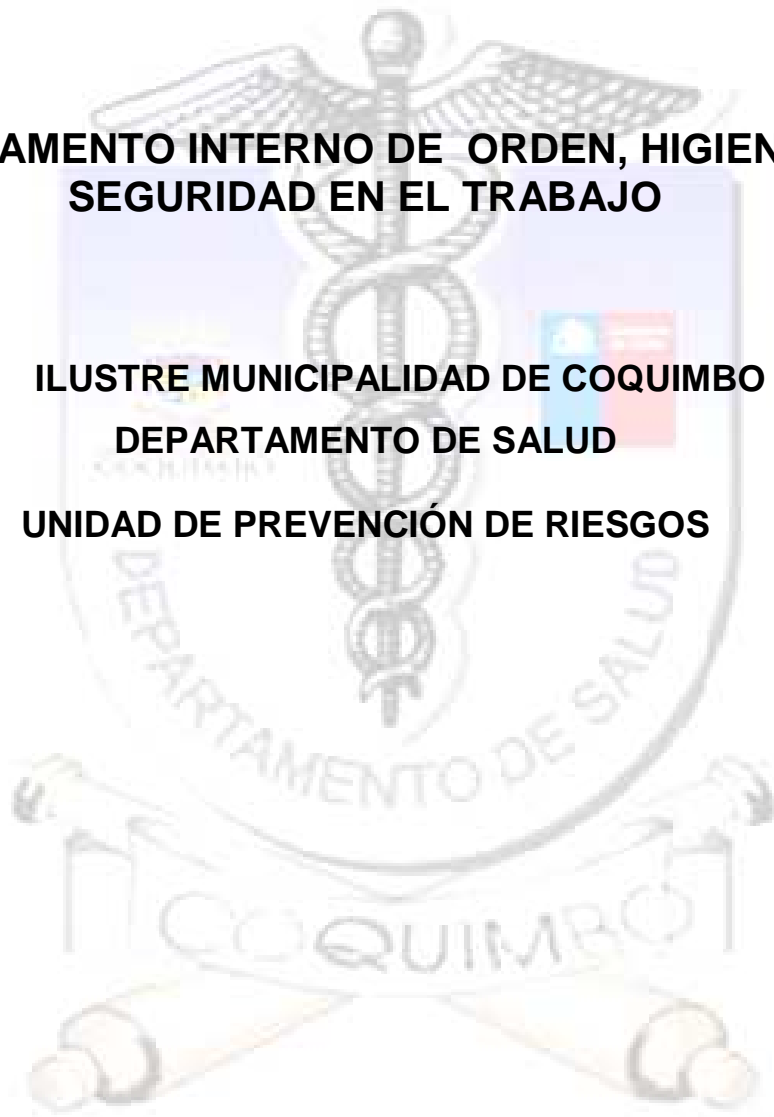 AMENTO INTERNO DE ORDEN, HIGIEN
SEGURIDAD EN EL TRABAJO
ILUSTRE MUNICIPALIDAD DE COQUIMBO
DEPARTAMENTO DE SALUD
UNIDAD DE PREVENCIÓN DE RIESGOS
DEPARTAMENTO DE SALUD
COQUIMBO